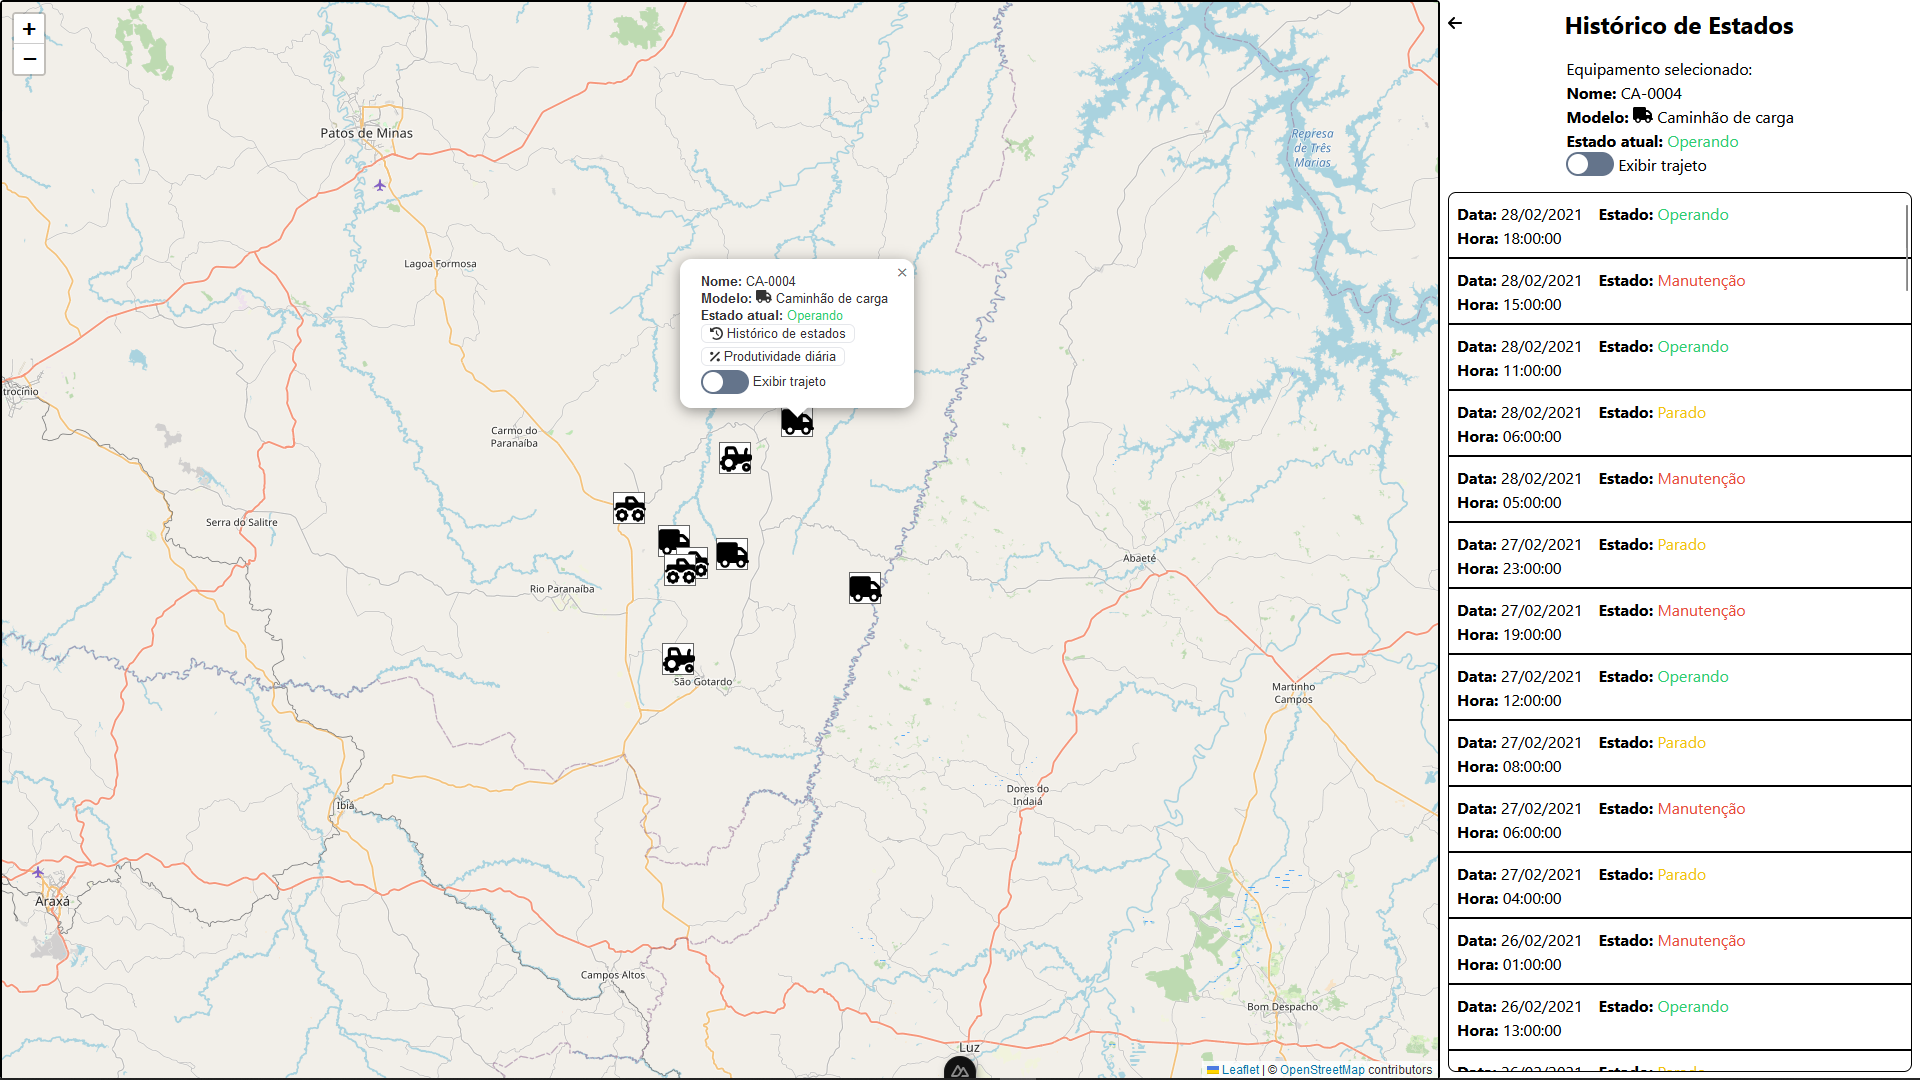 +
−
Patos de Minas
Represa
de Três
Marias
Lagoa Formosa
trocínio
Carmo do
Paranaíba
Serra do Salitre
Rio Paranaíba
Abaeté
São Gotardo
Martinho
Campos
Dores do
Indaiá
Ibiá
Araxá
Campos Altos
Bom Despacho
Luz
×
Nome: CA-0004
Modelo: Caminhão de carga
Estado atual: Operando
Histórico de estados
Produtividade diária
Exibir trajeto
Leaflet | © OpenStreetMap contributors
Histórico de Estados
Equipamento selecionado:
Nome: CA-0004
Modelo: Caminhão de carga
Estado atual: Operando
Exibir trajeto
Data: 28/02/2021 Estado: Operando
Hora: 18:00:00
Data: 28/02/2021 Estado: Manutenção
Hora: 15:00:00
Data: 28/02/2021 Estado: Operando
Hora: 11:00:00
Data: 28/02/2021 Estado: Parado
Hora: 06:00:00
Data: 28/02/2021 Estado: Manutenção
Hora: 05:00:00
Data: 27/02/2021 Estado: Parado
Hora: 23:00:00
Data: 27/02/2021 Estado: Manutenção
Hora: 19:00:00
Data: 27/02/2021 Estado: Operando
Hora: 12:00:00
Data: 27/02/2021 Estado: Parado
Hora: 08:00:00
Data: 27/02/2021 Estado: Manutenção
Hora: 06:00:00
Data: 27/02/2021 Estado: Parado
Hora: 04:00:00
Data: 26/02/2021 Estado: Manutenção
Hora: 01:00:00
Data: 26/02/2021 Estado: Operando
Hora: 13:00:00
Data: 26/02/2021 Estado: Parado